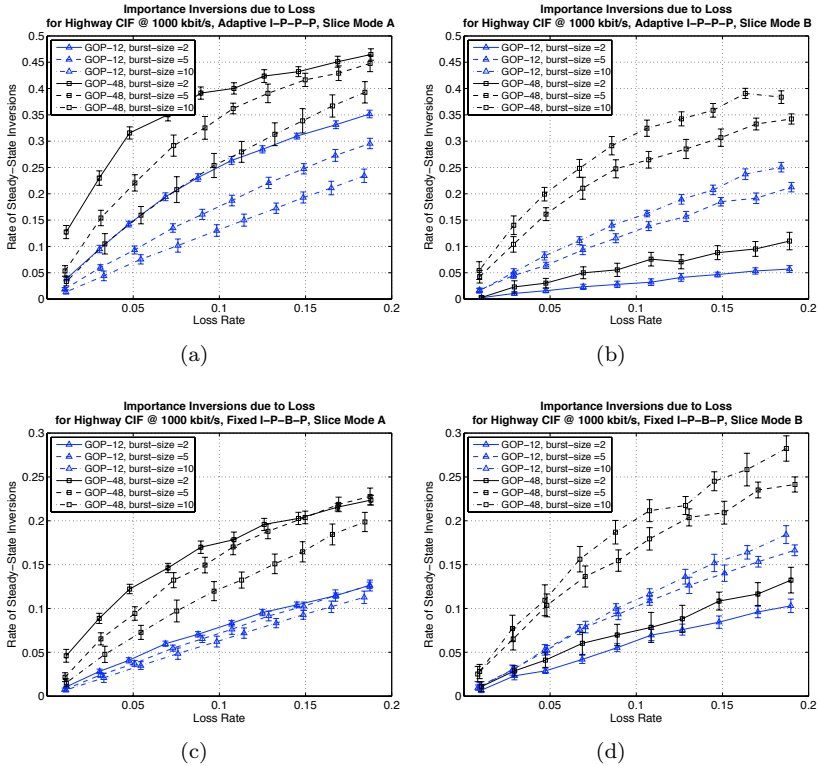 Importance Inversions due to Loss
for Highway CIF @ 1000 kbit/s, Adaptive I−P−P−P, Slice Mode A
0.5
0.45
0.4
0.35
0.3
0.25
0.2
0.15
0.1
0.05
0
Rate of Steady−State Inversions
GOP−12, burst−size =2
GOP−12, burst−size =5
GOP−12, burst−size =10
GOP−48, burst−size =2
GOP−48, burst−size =5
GOP−48, burst−size =10
0.05 0.1 0.15 0.2
Loss Rate
(a)
Importance Inversions due to Loss
for Highway CIF @ 1000 kbit/s, Adaptive I−P−P−P, Slice Mode B
0.5
0.45
0.4
0.35
0.3
0.25
0.2
0.15
0.1
0.05
0
Rate of Steady−State Inversions
GOP−12, burst−size =2
GOP−12, burst−size =5
GOP−12, burst−size =10
GOP−48, burst−size =2
GOP−48, burst−size =5
GOP−48, burst−size =10
0.05 0.1 0.15 0.2
Loss Rate
(b)
Importance Inversions due to Loss
for Highway CIF @ 1000 kbit/s, Fixed I−P−B−P, Slice Mode A
0.3
0.25
0.2
0.15
0.1
0.05
0
Rate of Steady−State Inversions
GOP−12, burst−size =2
GOP−12, burst−size =5
GOP−12, burst−size =10
GOP−48, burst−size =2
GOP−48, burst−size =5
GOP−48, burst−size =10
0.05 0.1 0.15 0.2
Loss Rate
(c)
Importance Inversions due to Loss
for Highway CIF @ 1000 kbit/s, Fixed I−P−B−P, Slice Mode B
0.3
0.25
0.2
0.15
0.1
0.05
0
Rate of Steady−State Inversions
GOP−12, burst−size =2
GOP−12, burst−size =5
GOP−12, burst−size =10
GOP−48, burst−size =2
GOP−48, burst−size =5
GOP−48, burst−size =10
0.05 0.1 0.15 0.2
Loss Rate
(d)